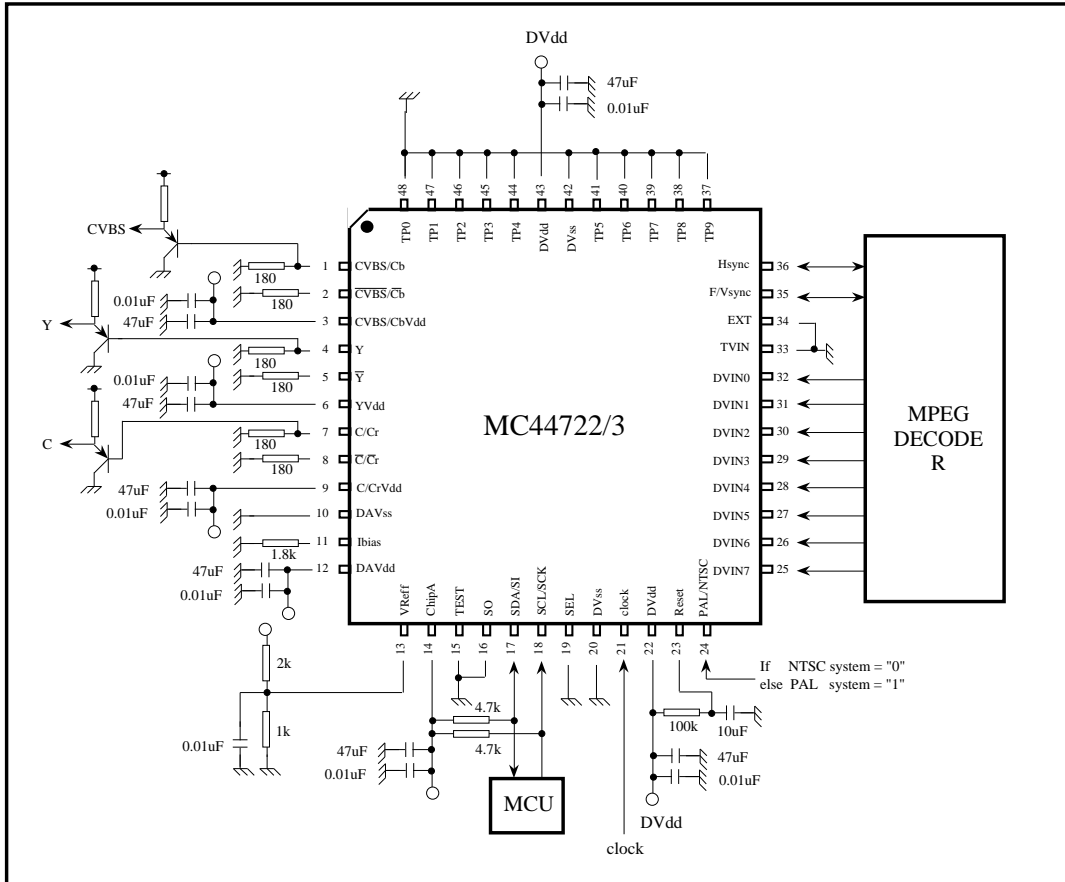 DVdd
47uF
0.01uF
48 47 46 45 44 43 42 41 40 39 38 37
TP0 TP1 TP2 TP3 TP4 DVdd DVss TP5 TP6 TP7 TP8 TP9
CVBS
180
1 CVBS/Cb
180
2 CVBS/Cb
0.01uF
47uF
3 CVBS/CbVdd
Y
180
4 Y
180
5 Y
0.01uF
47uF
6 YVdd
C
180
7 C/Cr
180
8 C/Cr
47uF
0.01uF
9 C/CrVdd
10 DAVss
1.8k
11 Ibias
47uF
0.01uF
12 DAVdd
MC44722/3
Hsync 36
F/Vsync 35
EXT 34
TVIN 33
DVIN0 32
DVIN1 31
DVIN2 30
DVIN3 29
DVIN4 28
DVIN5 27
DVIN6 26
DVIN7 25
MPEG
DECODE
R
VReff ChipA TEST SO SDA/SI SCL/SCK SEL DVss clock DVdd Reset PAL/NTSC
13 14 15 16 17 18 19 20 21 22 23 24
If NTSC system = "0"
else PAL system = "1"
2k
1k
0.01uF
4.7k
4.7k
47uF
0.01uF
MCU
clock
100k
10uF
47uF
0.01uF
DVdd